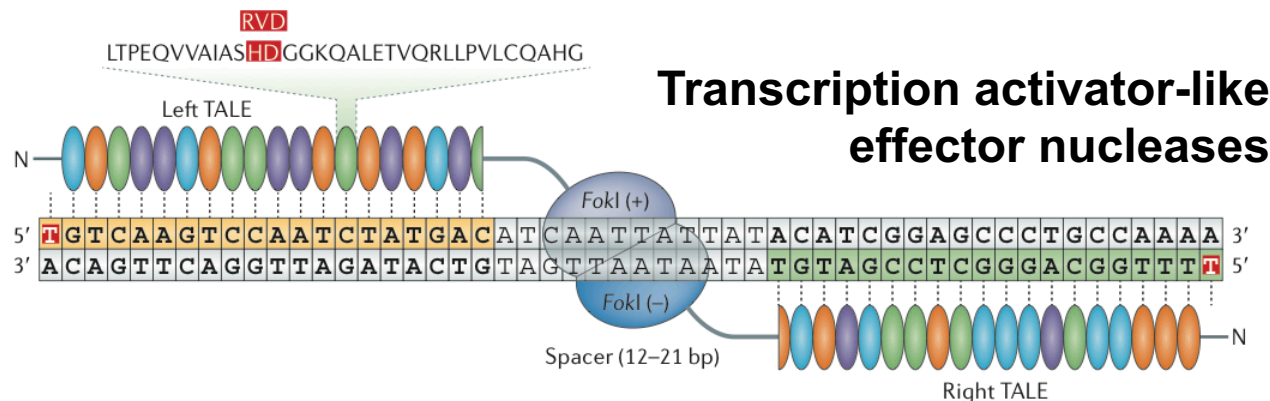 RVD
LTPEQVVAIASHDGGKQALETVQRLLPVLCQAHG
Transcription activator-like
effector nucleases
Left TALE
N
FokI (+)
5′ TGTCAAGTCCAATCTATGACATCAATTATTATACATCGGAGCCCTGCCAAAA 3′
3′ ACAGTTCAGGTTAGATACTGTAGTTAATAATATGTAGCCTCGGGACGGTTTT 5′
FokI (–)
N
Spacer (12–21 bp)
Right TALE